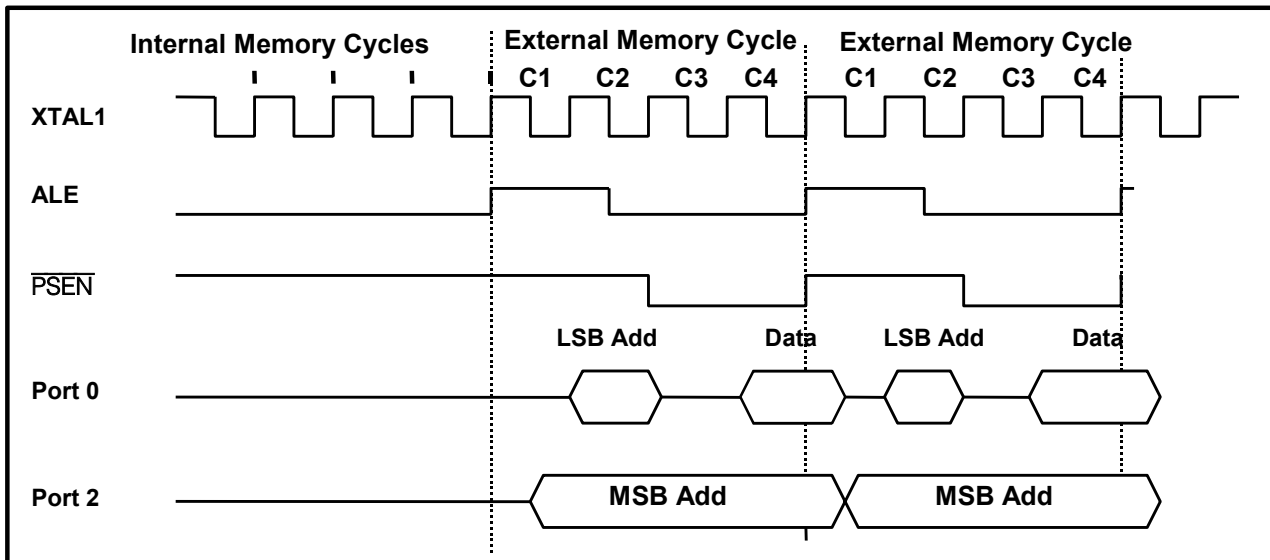 Internal Memory Cycles
External Memory Cycle
External Memory Cycle
C1 C2 C3 C4 C1 C2 C3 C4
XTAL1
ALE
PSEN
LSB Add Data LSB Add Data
Port 0
Port 2
MSB Add MSB Add